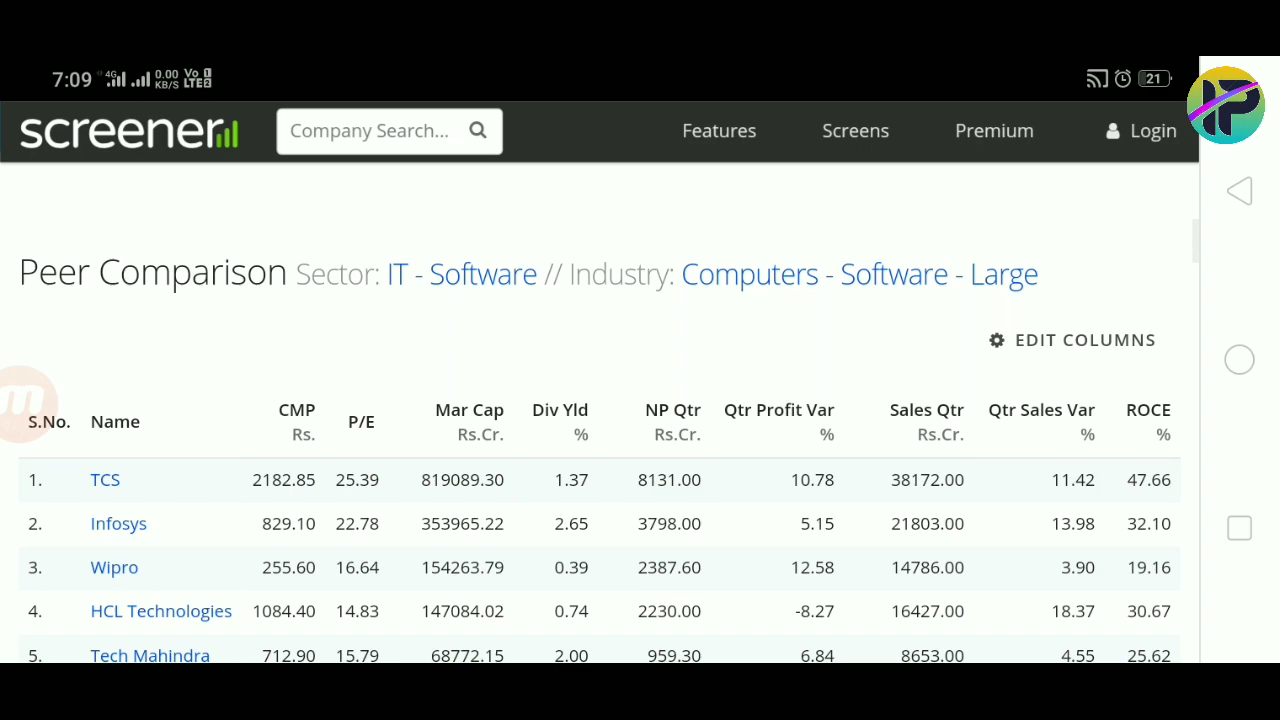 7:09 4G 0.00 KB/S Vo LTE 1 2 21
screener Company Search... Features Screens Premium Login
IP
Peer Comparison Sector: IT - Software // Industry: Computers - Software - Large
EDIT COLUMNS
S.No. Name CMP Rs. P/E Mar Cap Rs.Cr. Div Yld % NP Qtr Rs.Cr. Qtr Profit Var % Sales Qtr Rs.Cr. Qtr Sales Var % ROCE %
1. TCS 2182.85 25.39 819089.30 1.37 8131.00 10.78 38172.00 11.42 47.66
2. Infosys 829.10 22.78 353965.22 2.65 3798.00 5.15 21803.00 13.98 32.10
3. Wipro 255.60 16.64 154263.79 0.39 2387.60 12.58 14786.00 3.90 19.16
4. HCL Technologies 1084.40 14.83 147084.02 0.74 2230.00 -8.27 16427.00 18.37 30.67
5. Tech Mahindra 712.90 15.79 68772.15 2.00 959.30 6.84 8653.00 4.55 25.62